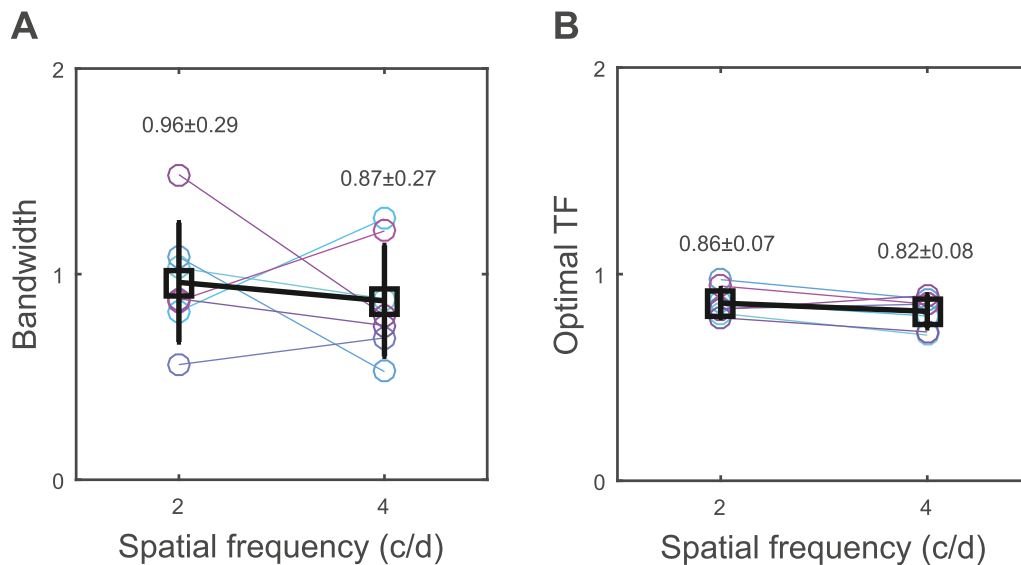 A
Bandwidth
2
1
0
0.96±0.29
0.87±0.27
2
4
Spatial frequency (c/d)
B
Optimal TF
2
1
0
0.86±0.07
0.82±0.08
2
4
Spatial frequency (c/d)